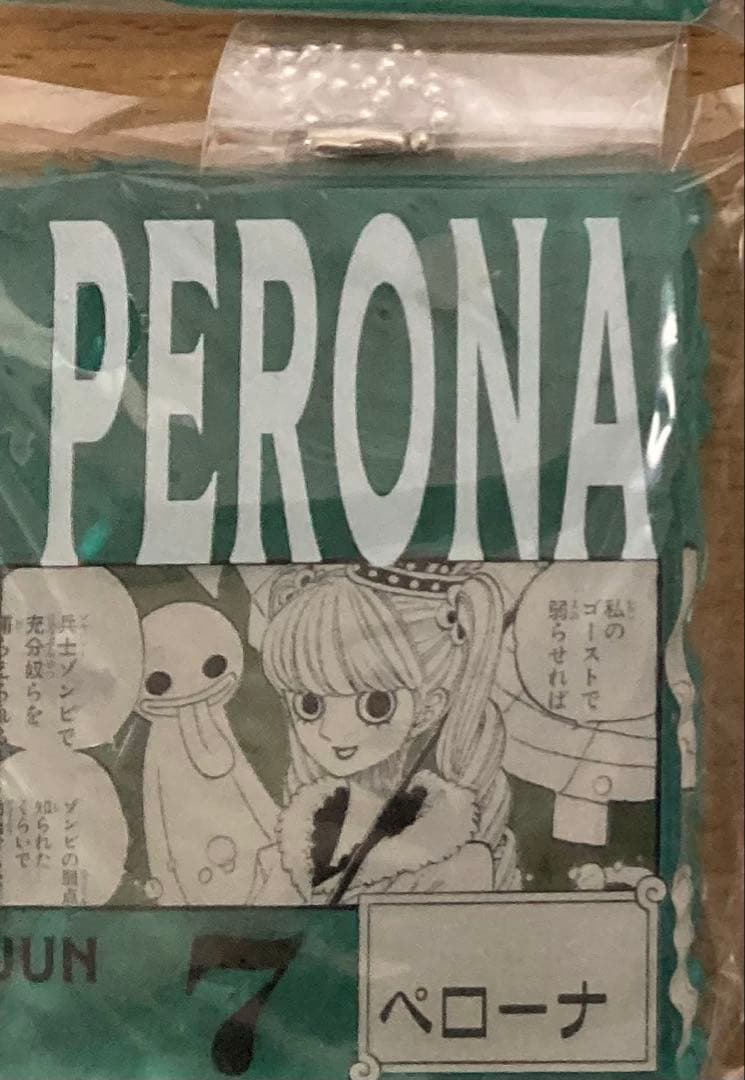 PERONA
私の
ゴーストで
弱らせれば
兵士ゾンビで
充分奴らを
ゾンビの弱点
知られた
くらいで
JUN
7
ペローナ